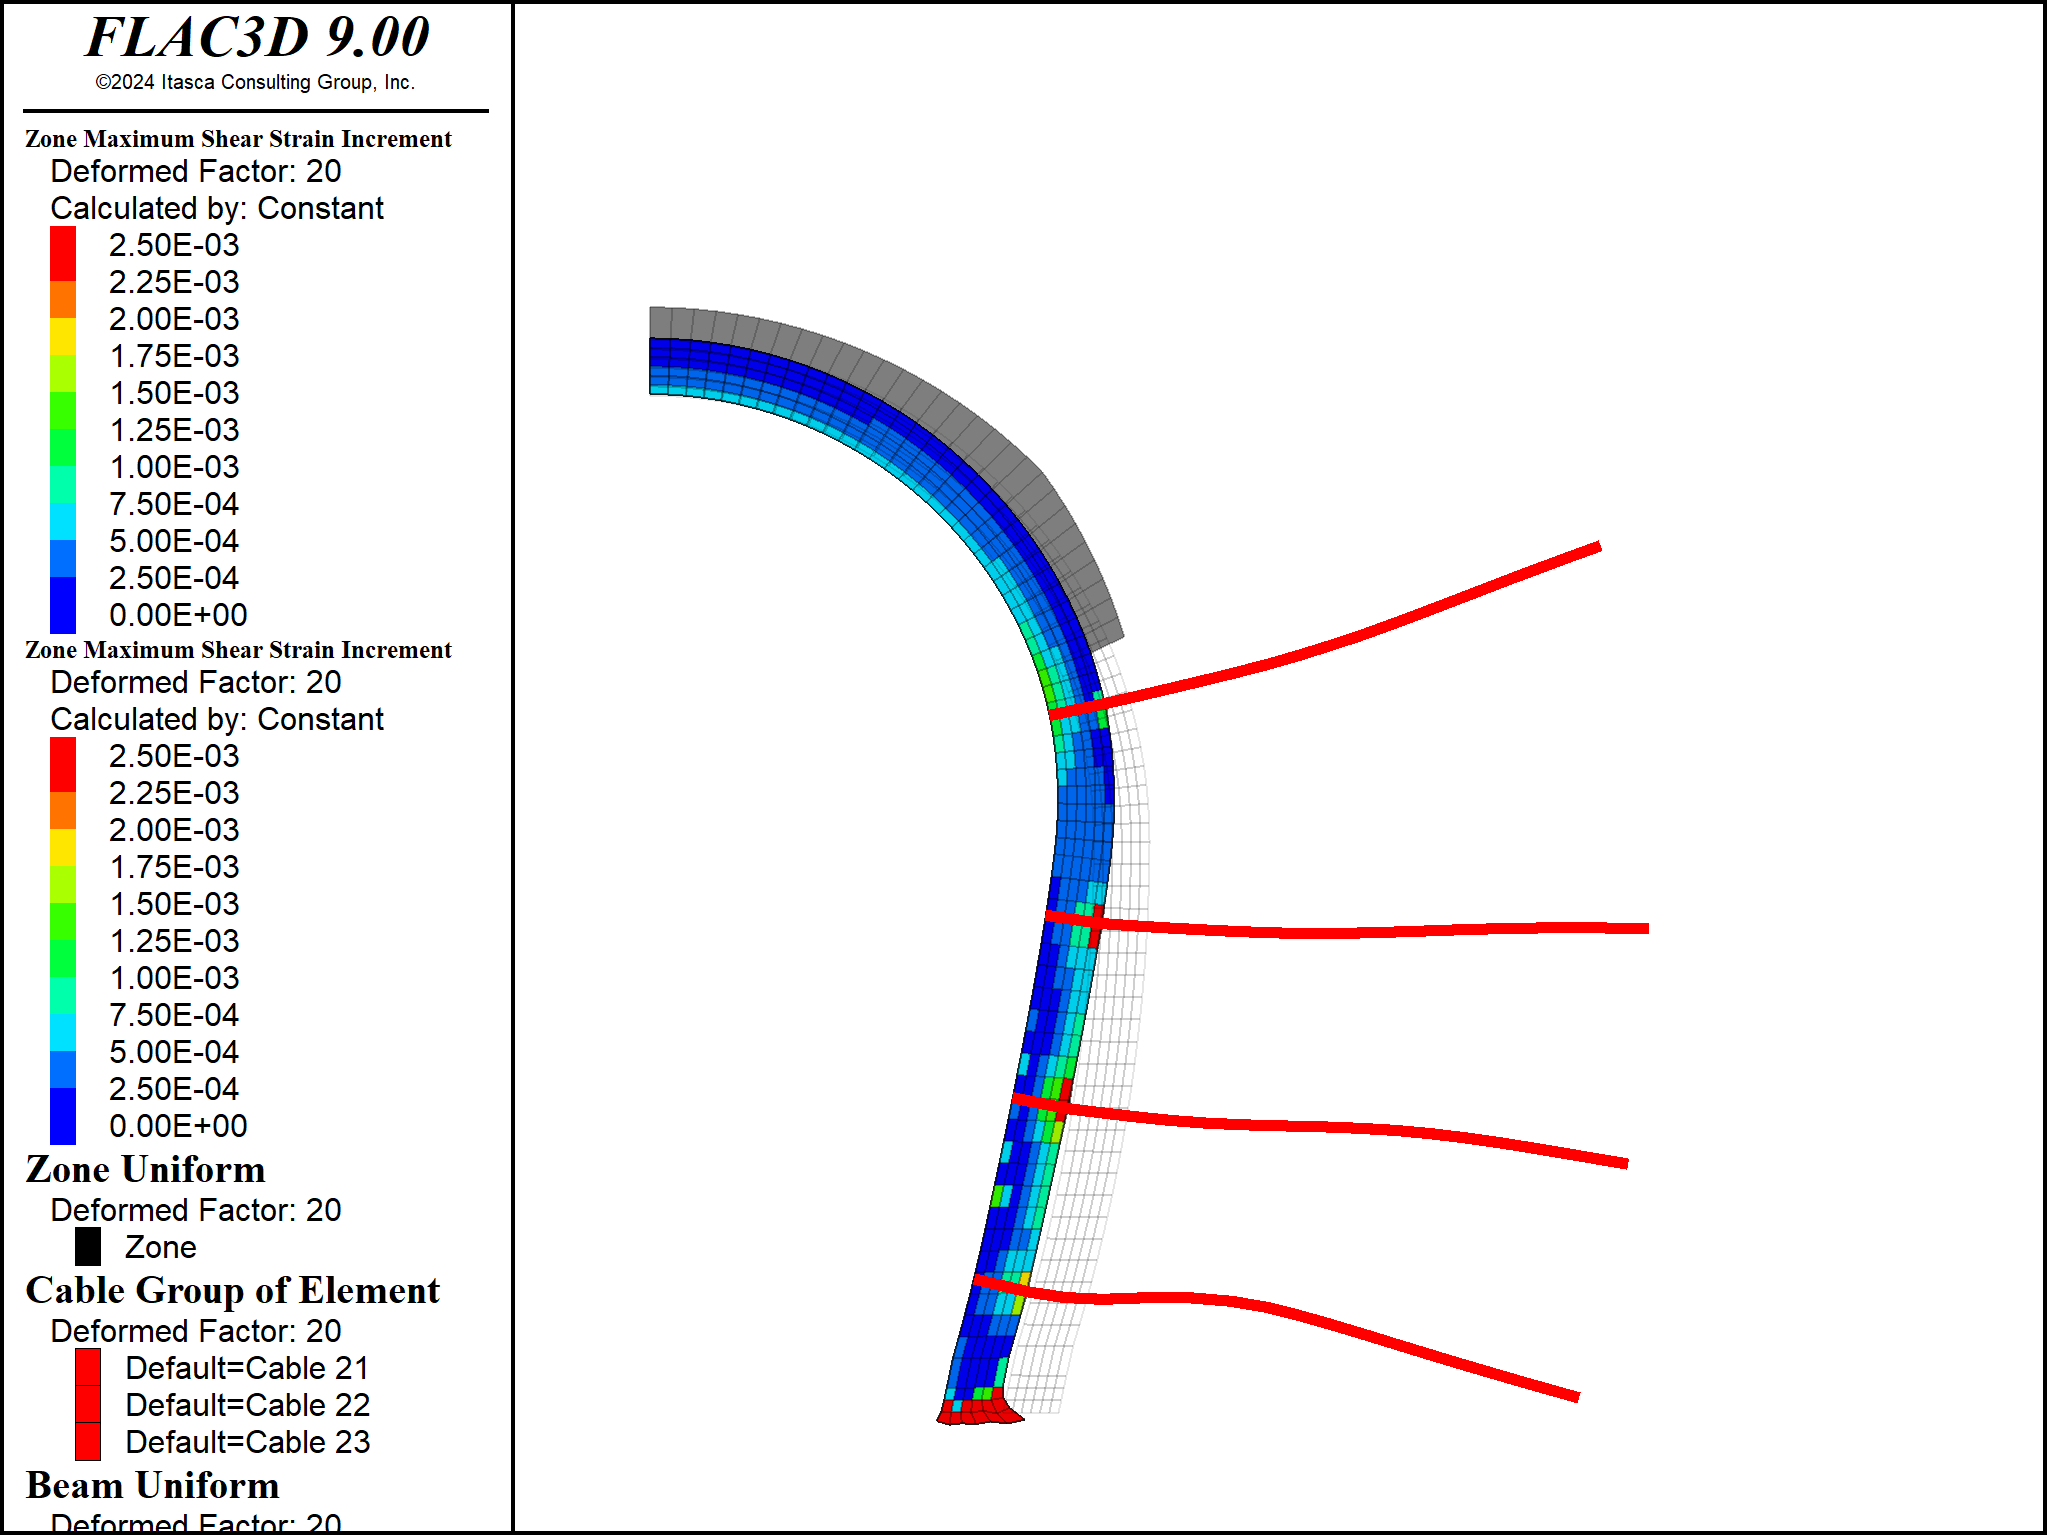 FLAC3D 9.00
©2024 Itasca Consulting Group, Inc.
Zone Maximum Shear Strain Increment
Deformed Factor: 20
Calculated by: Constant
2.50E-03
2.25E-03
2.00E-03
1.75E-03
1.50E-03
1.25E-03
1.00E-03
7.50E-04
5.00E-04
2.50E-04
0.00E+00
Zone Maximum Shear Strain Increment
Deformed Factor: 20
Calculated by: Constant
2.50E-03
2.25E-03
2.00E-03
1.75E-03
1.50E-03
1.25E-03
1.00E-03
7.50E-04
5.00E-04
2.50E-04
0.00E+00
Zone Uniform
Deformed Factor: 20
Zone
Cable Group of Element
Deformed Factor: 20
Default=Cable 21
Default=Cable 22
Default=Cable 23
Beam Uniform
Deformed Factor: 20